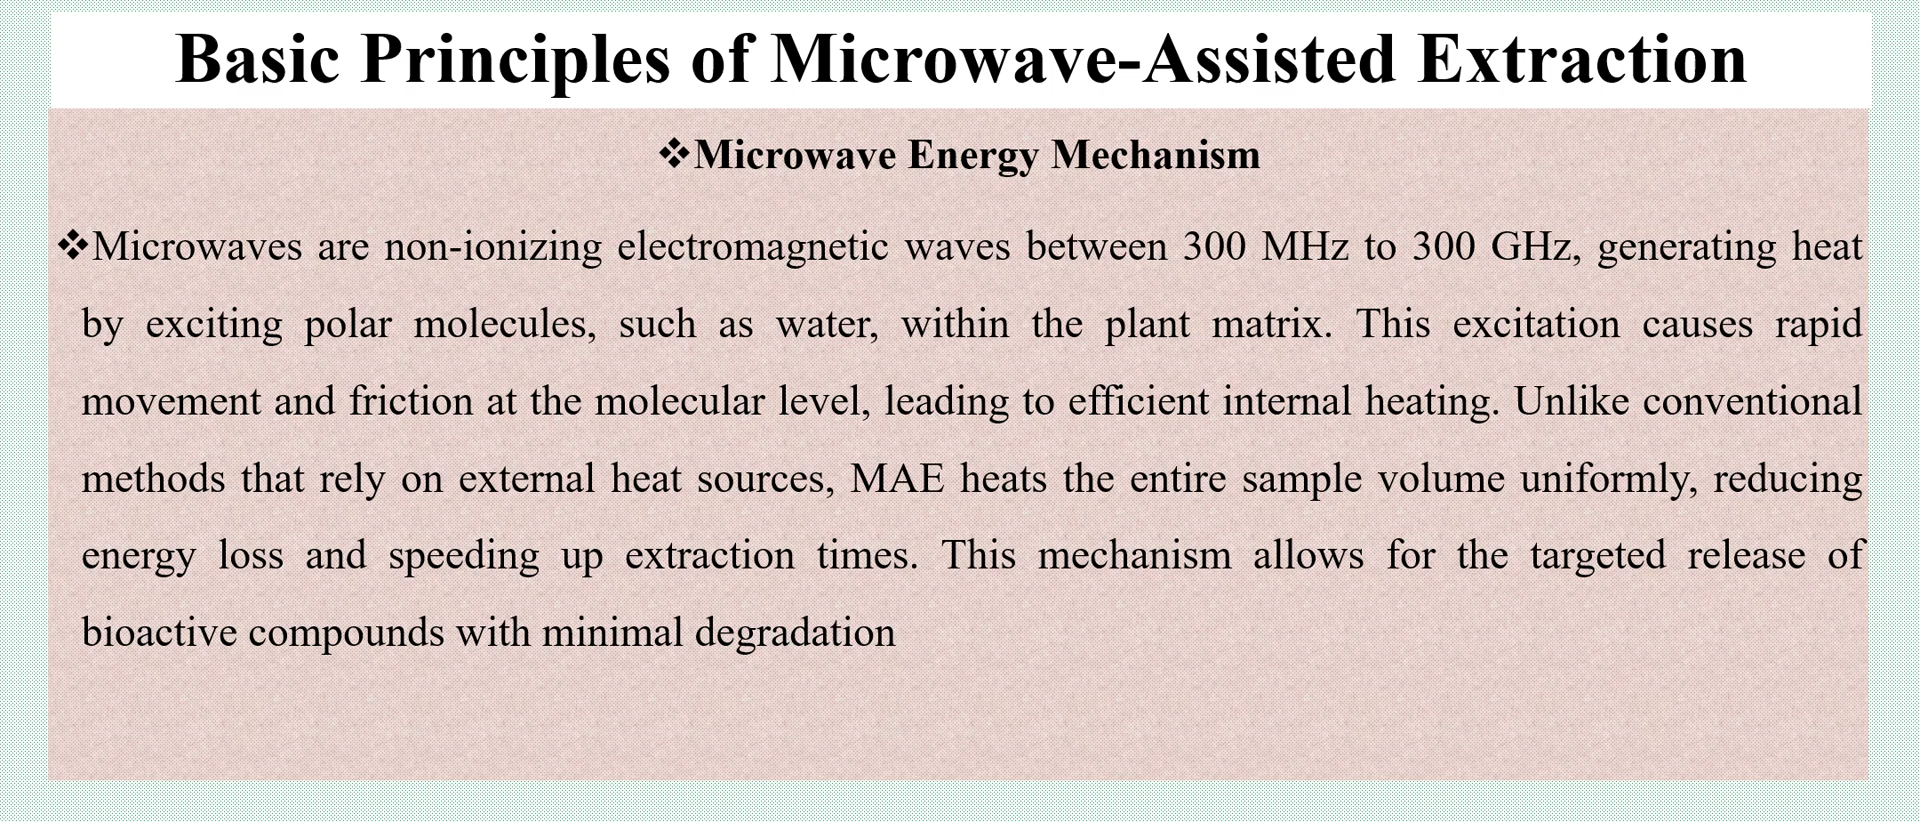 Basic Principles of Microwave-Assisted Extraction
❖Microwave Energy Mechanism
❖Microwaves are non-ionizing electromagnetic waves between 300 MHz to 300 GHz, generating heat
by exciting polar molecules, such as water, within the plant matrix. This excitation causes rapid
movement and friction at the molecular level, leading to efficient internal heating. Unlike conventional
methods that rely on external heat sources, MAE heats the entire sample volume uniformly, reducing
energy loss and speeding up extraction times. This mechanism allows for the targeted release of
bioactive compounds with minimal degradation